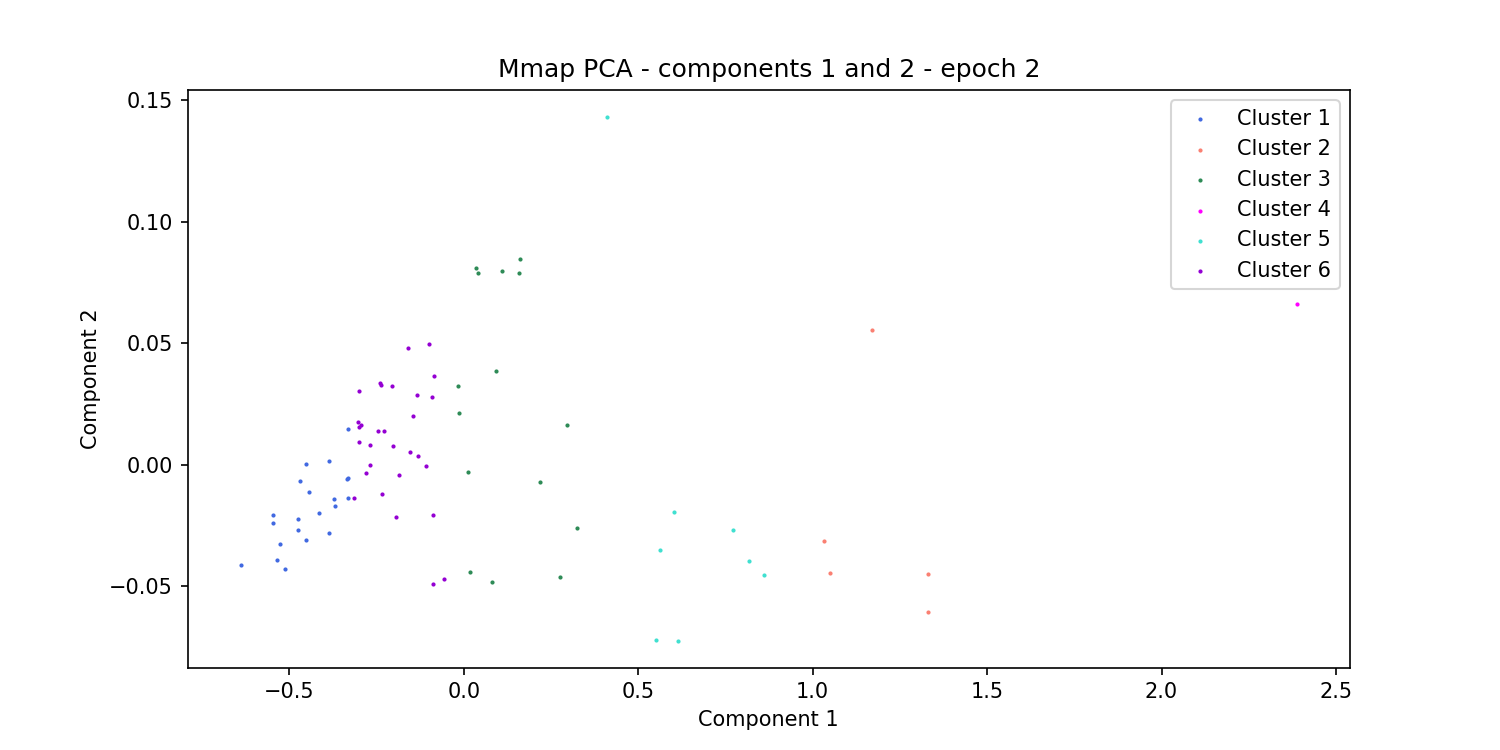 Mmap PCA - components 1 and 2 - epoch 2
0.15
0.10
0.05
0.00
−0.05
Component 2
Cluster 1
Cluster 2
Cluster 3
Cluster 4
Cluster 5
Cluster 6
−0.5 0.0 0.5 1.0 1.5 2.0 2.5
Component 1